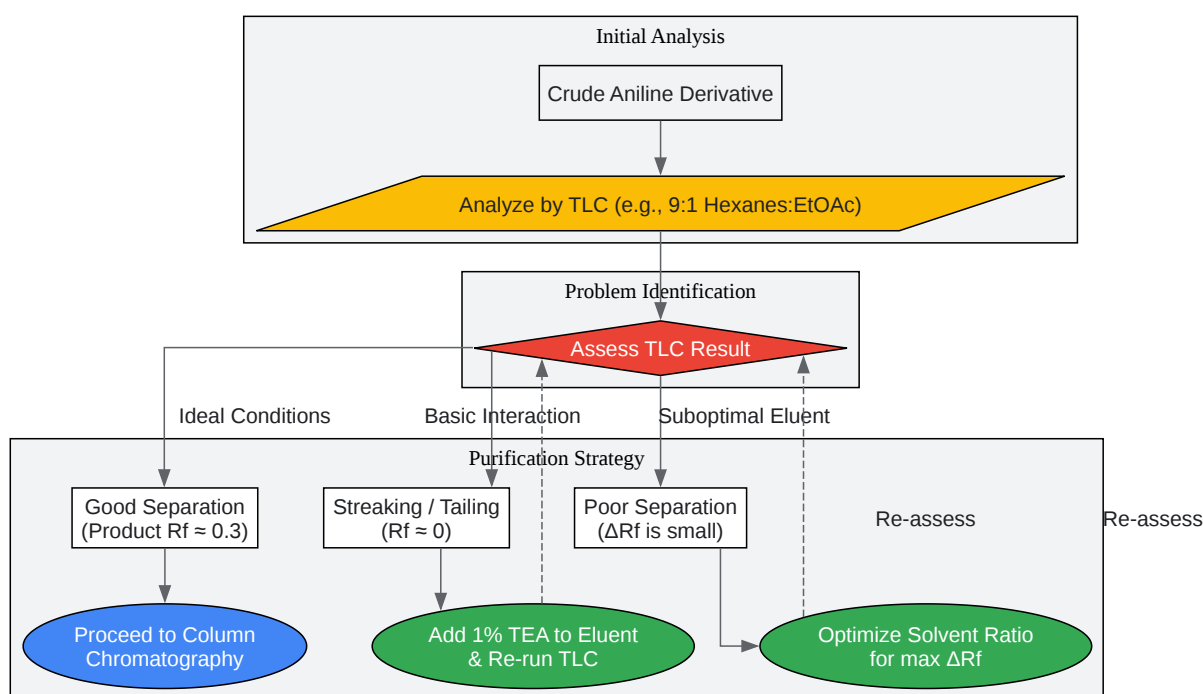 Initial Analysis
Crude Aniline Derivative
Analyze by TLC (e.g., 9:1 Hexanes:EtOAc)
Problem Identification
Assess TLC Result
Ideal Conditions
Basic Interaction
Suboptimal Eluent
Purification Strategy
Good Separation
(Product Rf ≈ 0.3)
Streaking / Tailing
(Rf ≈ 0)
Poor Separation
(ΔRf is small)
Re-assess
Re-assess
Proceed to Column
Chromatography
Add 1% TEA to Eluent
& Re-run TLC
Optimize Solvent Ratio
for max ΔRf